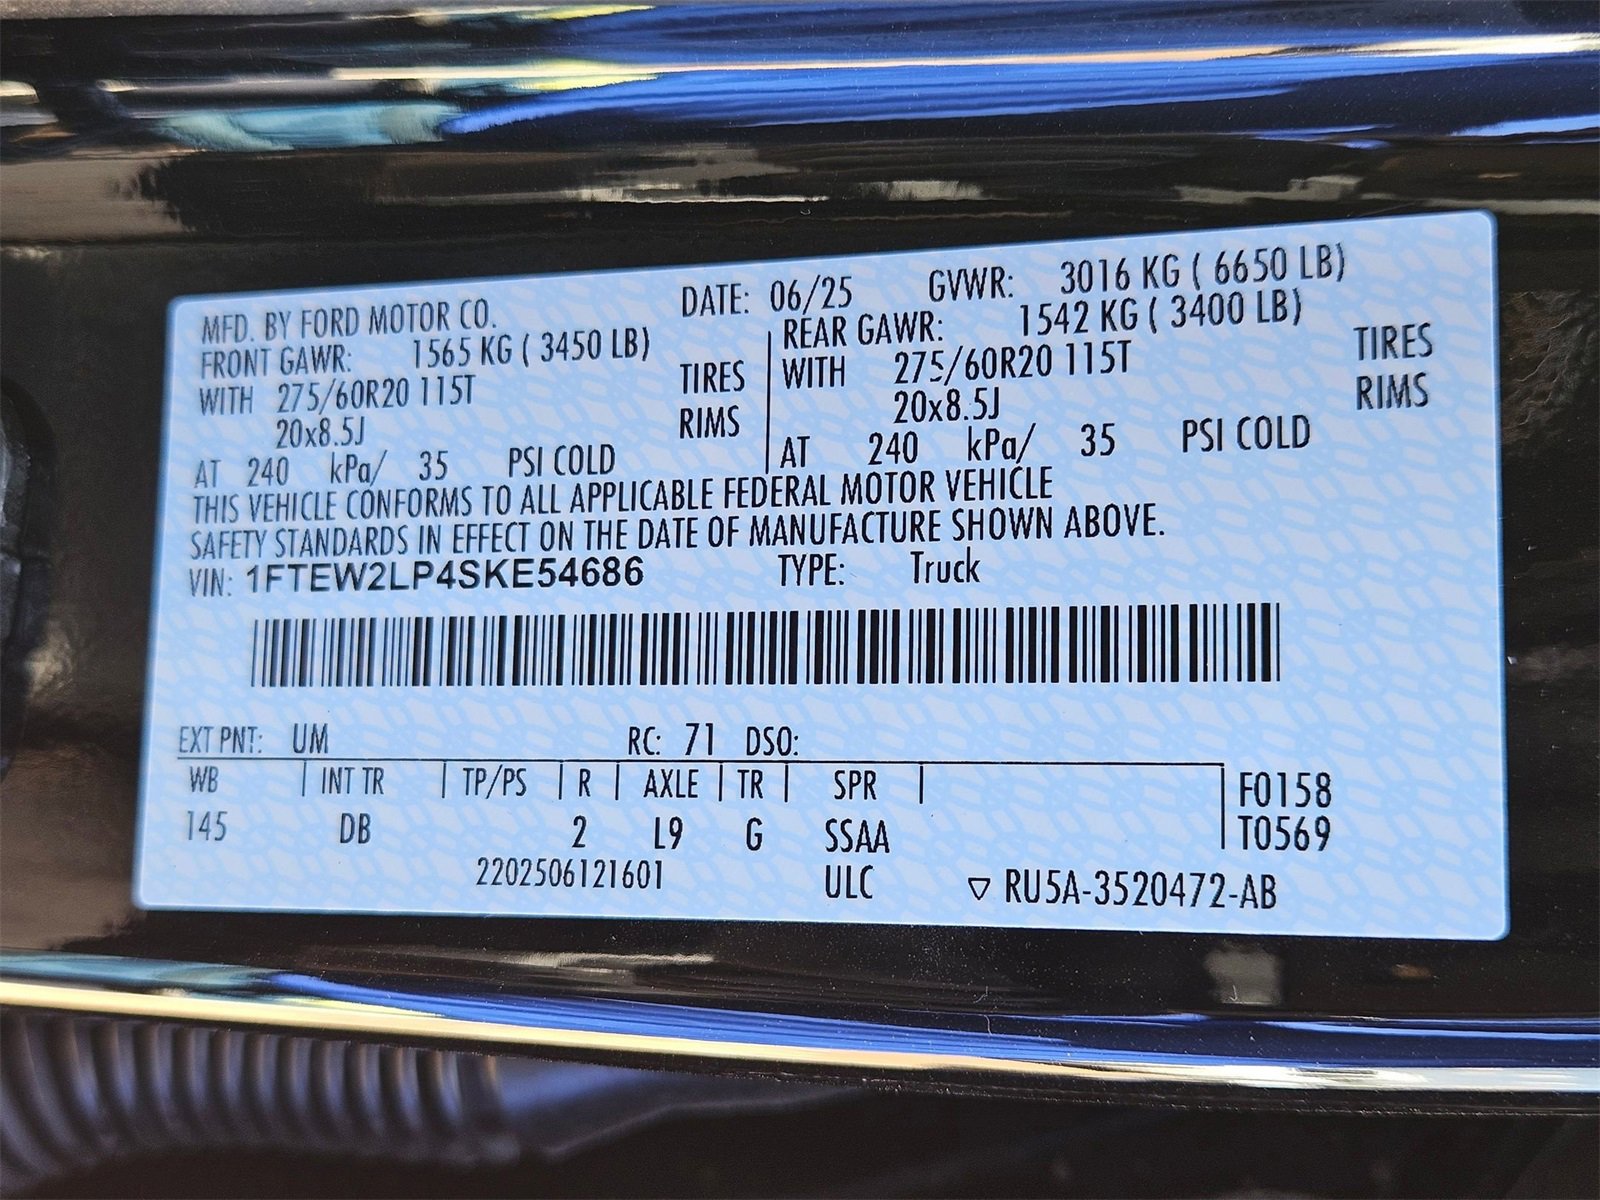 MFD. BY FORD MOTOR CO. DATE: 06/25 GVWR: 3016 KG ( 6650 LB)
FRONT GAWR: 1565 KG ( 3450 LB) REAR GAWR: 1542 KG ( 3400 LB)
WITH 275/60R20 115T TIRES WITH 275/60R20 115T TIRES
20x8.5J RIMS 20x8.5J RIMS
AT 240 kPa/ 35 PSI COLD AT 240 kPa/ 35 PSI COLD
THIS VEHICLE CONFORMS TO ALL APPLICABLE FEDERAL MOTOR VEHICLE
SAFETY STANDARDS IN EFFECT ON THE DATE OF MANUFACTURE SHOWN ABOVE.
VIN: 1FTEW2LP4SKE54686 TYPE: Truck
EXT PNT: UM RC: 71 DSO:
WB | INT TR | TP/PS | R | AXLE | TR | SPR | F0158
145 DB 2 L9 G SSAA T0569
2202506121601 ULC ▽ RU5A-3520472-AB